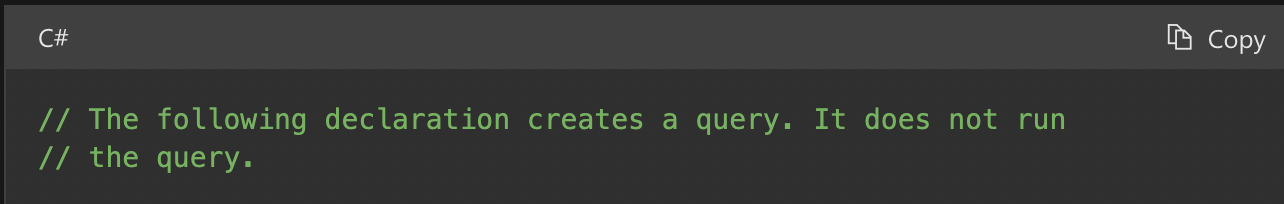 C#
Copy
// The following declaration creates a query. It does not run
// the query.